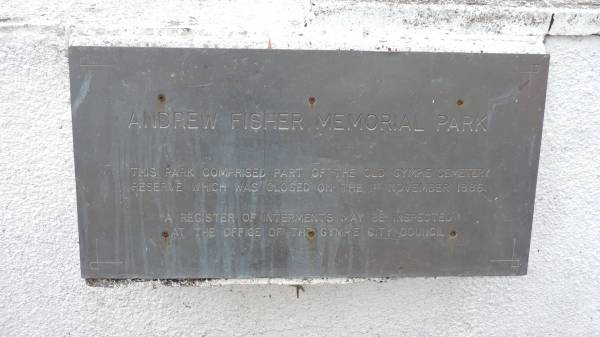 ANDREW FISHER MEMORIAL PARK
THIS PARK COMPRISED PART OF THE OLD GYMPIE CEMETERY
RESERVE WHICH WAS CLOSED ON THE 1ST NOVEMBER 1886.
A REGISTER OF INTERMENTS MAY BE INSPECTED
AT THE OFFICE OF THE GYMPIE CITY COUNCIL